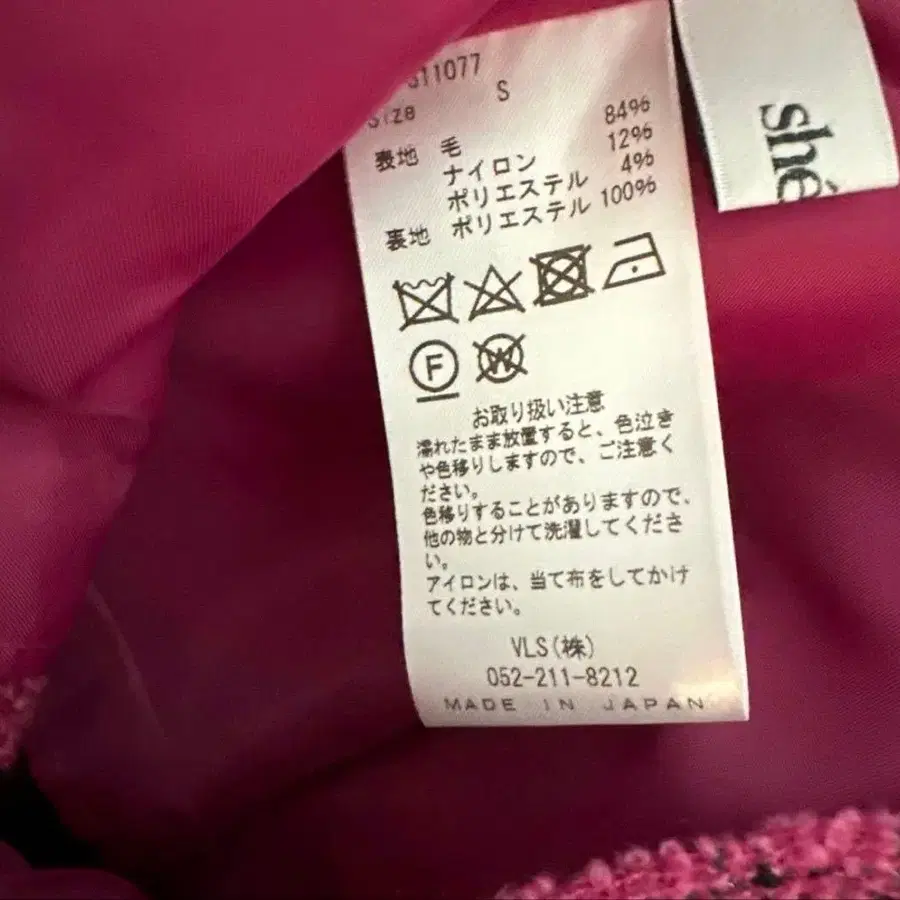 11077
Size S
表地 毛 84%
ナイロン 12%
ポリエステル 4%
裏地 ポリエステル 100%
F
W
お取り扱い注意
濡れたまま放置すると、色泣き
や色移りしますので、ご注意く
ださい。
色移りすることがありますので、
他の物と分けて洗濯してくださ
い。
アイロンは、当て布をしてかけ
てください。
VLS(株)
052-211-8212
MADE IN JAPAN
shé